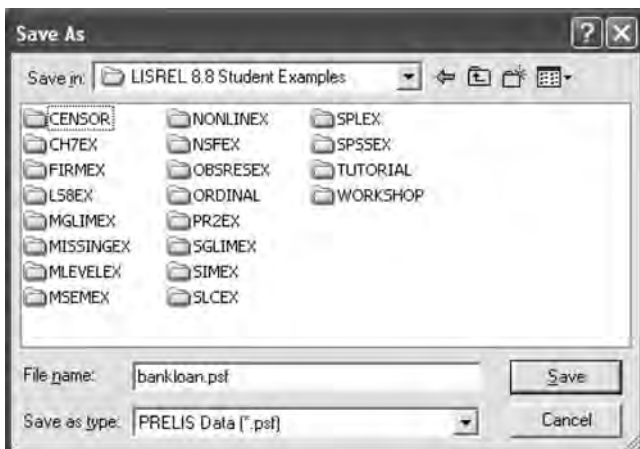 Save As
Save in: LISREL 8.8 Student Examples
CENSOR NONLINEX SPLEX
CH7EX NSFEX SPSSEX
FIRMEX OBSRESEX TUTORIAL
LS8EX ORDINAL WORKSHOP
MGLIMEX PR2EX
MISSINGEX SGLIMEX
MLEVELEX SIMEX
MSEMEX SLCEX
File name: bankloan.psf Save
Save as type: PRELIS Data (*.psf) Cancel